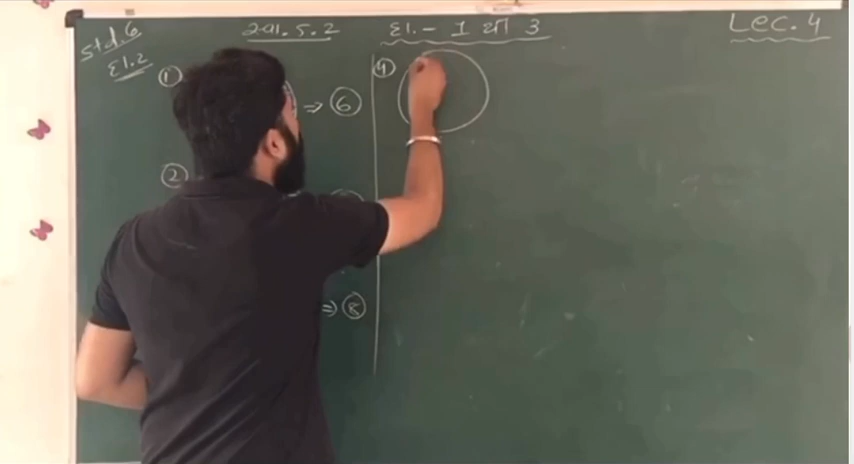 Std.6
દા.2
સ્વા.5.2
દા.- 1 થી 3
Lec. 4
① ⇒ ⑥
②
⇒ ⑧
④